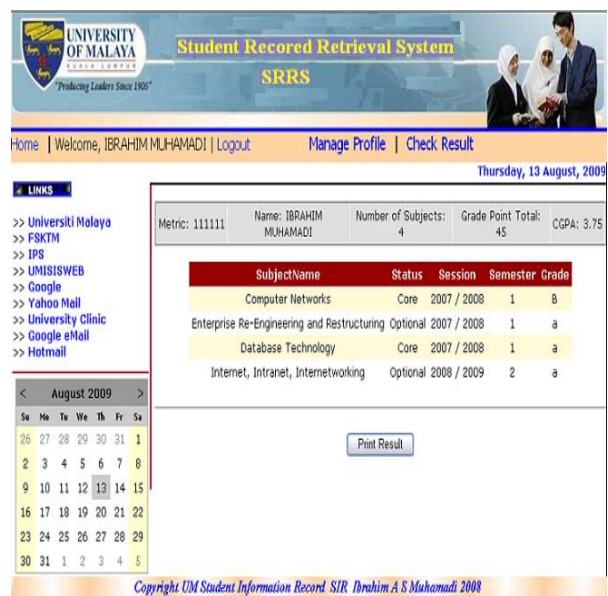 UNIVERSITY
OF MALAYA
KUALA LUMPUR
"Producing Leaders Since 1905"
Student Recored Retrieval System
SRRS
Home | Welcome, IBRAHIM MUHAMADI | Logout Manage Profile | Check Result
Thursday, 13 August, 2009
LINKS
>> Universiti Malaya
>> FSKTM
>> IPS
>> UMISISWEB
>> Google
>> Yahoo Mail
>> University Clinic
>> Google eMail
>> Hotmail
< August 2009 >
Su Mo Tu We Th Fr Sa
26 27 28 29 30 31 1
2 3 4 5 6 7 8
9 10 11 12 13 14 15
16 17 18 19 20 21 22
23 24 25 26 27 28 29
30 31 1 2 3 4 5
Metric: 111111
Name: IBRAHIM
MUHAMADI
Number of Subjects:
4
Grade Point Total:
45
CGPA: 3.75
SubjectName Status Session Semester Grade
Computer Networks Core 2007 / 2008 1 B
Enterprise Re-Engineering and Restructuring Optional 2007 / 2008 1 a
Database Technology Core 2007 / 2008 1 a
Internet, Intranet, Internetworking Optional 2008 / 2009 2 a
Print Result
Copyright UM Student Information Record SIR Ibrahim A S Muhamadi 2008